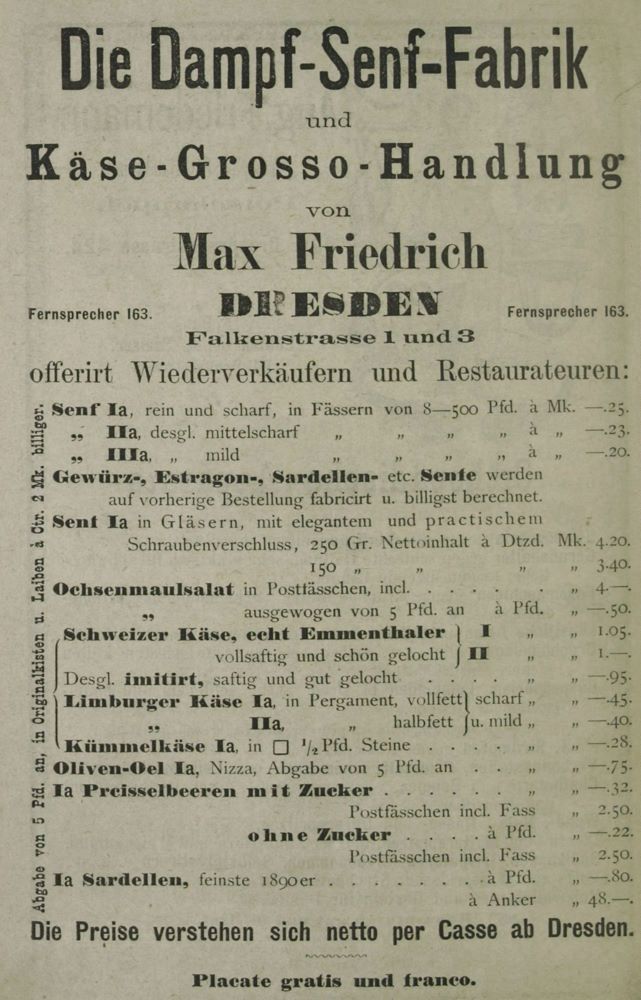 Die Dampf-Senf-Fabrik
und
Käse-Grosso-Handlung
von
Max Friedrich
DRESDEN
Fernsprecher 163. Fernsprecher 163.
Falkenstrasse 1 und 3
offerirt Wiederverkäufern und Restaurateuren:
Senf Ia, rein und scharf, in Fässern von 8—500 Pfd. à Mk. —.25.
„ IIa, desgl. mittelscharf „ „ „ „ à „ —.23.
„ IIIa, „ mild „ „ „ „ à „ —.20.
Gewürz-, Estragon-, Sardellen- etc. Senfe werden
auf vorherige Bestellung fabricirt u. billigst berechnet.
Senf Ia in Gläsern, mit elegantem und practischem
Schraubenverschluss, 250 Gr. Nettoinhalt à Dtzd. Mk. 4.20.
150 „ „ „ „ 3.40.
Ochsenmaulsalat in Postfässchen, incl. . . . . „ 4.—.
„ ausgewogen von 5 Pfd. an à Pfd. „ —.50.
Schweizer Käse, echt Emmenthaler } I „ „ 1.05.
vollsaftig und schön gelocht } II „ „ 1.—.
Desgl. imitirt, saftig und gut gelocht . . . . „ „ —.95.
Limburger Käse Ia, in Pergament, vollfett } scharf „ „ —.45.
„ IIa, „ halbfett } u. mild „ „ —.40.
Kümmelkäse Ia, in □ 1/2 Pfd. Steine . . . . „ „ —.28.
Oliven-Oel Ia, Nizza, Abgabe von 5 Pfd. an . . „ „ —.75.
Ia Preisselbeeren mit Zucker . . . . . . „ „ —.32.
Postfässchen incl. Fass „ 2.50.
ohne Zucker . . . . à Pfd. „ —.22.
Postfässchen incl. Fass „ 2.50.
Ia Sardellen, feinste 1890er . . . . . . . . à Pfd. „ —.80.
à Anker „ 48.—.
Abgabe von 5 Pfd. an, in Originalkisten u. Laiben à Ctr. 2 Mk. billiger.
Die Preise verstehen sich netto per Casse ab Dresden.
Placate gratis und franco.